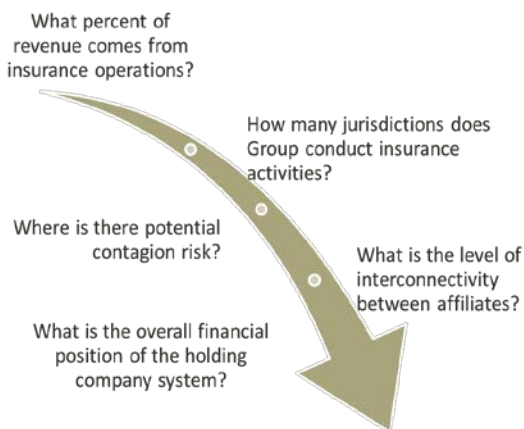 What percent of
revenue comes from
insurance operations?
How many jurisdictions does
Group conduct insurance
activities?
Where is there potential
contagion risk?
What is the level of
interconnectivity
between affiliates?
What is the overall financial
position of the holding
company system?